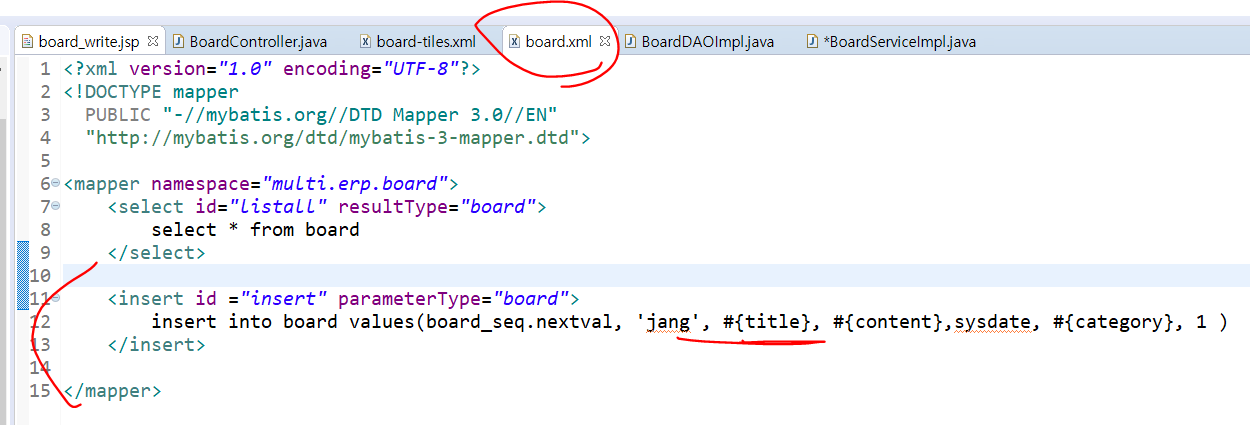 board_write.jsp BoardController.java board-tiles.xml board.xml BoardDAOImpl.java *BoardServiceImpl.java
1 <?xml version="1.0" encoding="UTF-8"?>
2 <!DOCTYPE mapper
3 PUBLIC "-//mybatis.org//DTD Mapper 3.0//EN"
4 "http://mybatis.org/dtd/mybatis-3-mapper.dtd">
5
6 <mapper namespace="multi.erp.board">
7 <select id="listall" resultType="board">
8 select * from board
9 </select>
10
11 <insert id ="insert" parameterType="board">
12 insert into board values(board_seq.nextval, 'jang', #{title}, #{content},sysdate, #{category}, 1 )
13 </insert>
14
15 </mapper>